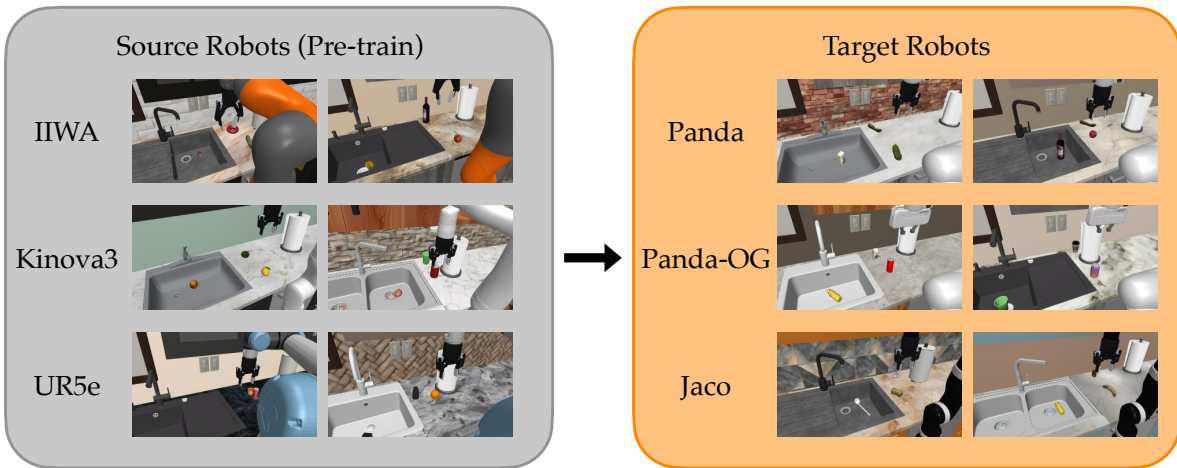 Source Robots (Pre-train)
IIWA
Kinova3
UR5e
Target Robots
Panda
Panda-OG
Jaco